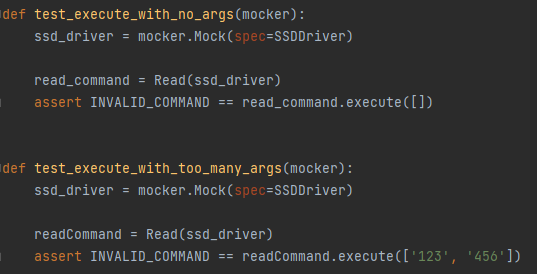 def test_execute_with_no_args(mocker):
    ssd_driver = mocker.Mock(spec=SSDDriver)

    read_command = Read(ssd_driver)
    assert INVALID_COMMAND == read_command.execute([])


def test_execute_with_too_many_args(mocker):
    ssd_driver = mocker.Mock(spec=SSDDriver)

    readCommand = Read(ssd_driver)
    assert INVALID_COMMAND == readCommand.execute(['123', '456'])